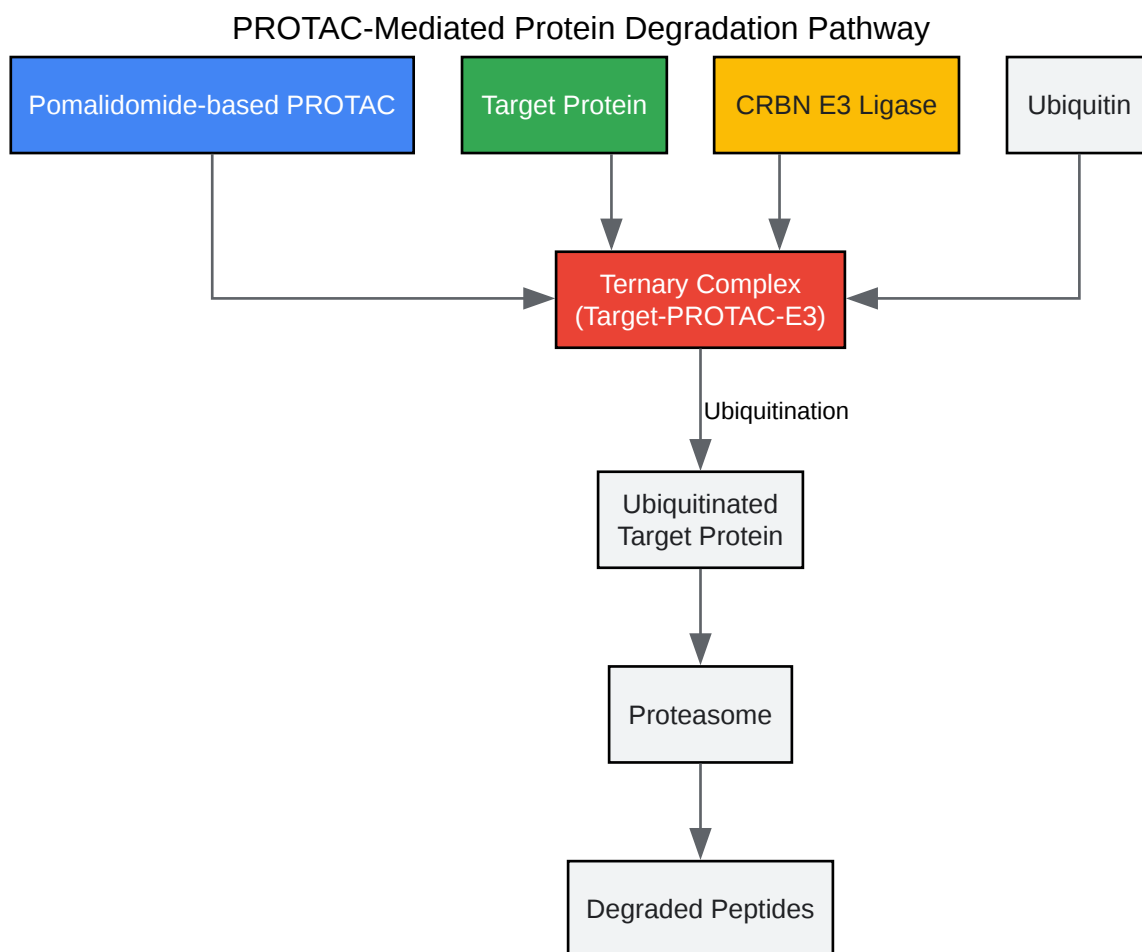 PROTAC-Mediated Protein Degradation Pathway
Pomalidomide-based PROTAC
Target Protein
CRBN E3 Ligase
Ubiquitin
Ternary Complex
(Target-PROTAC-E3)
Ubiquitination
Ubiquitinated
Target Protein
Proteasome
Degraded Peptides